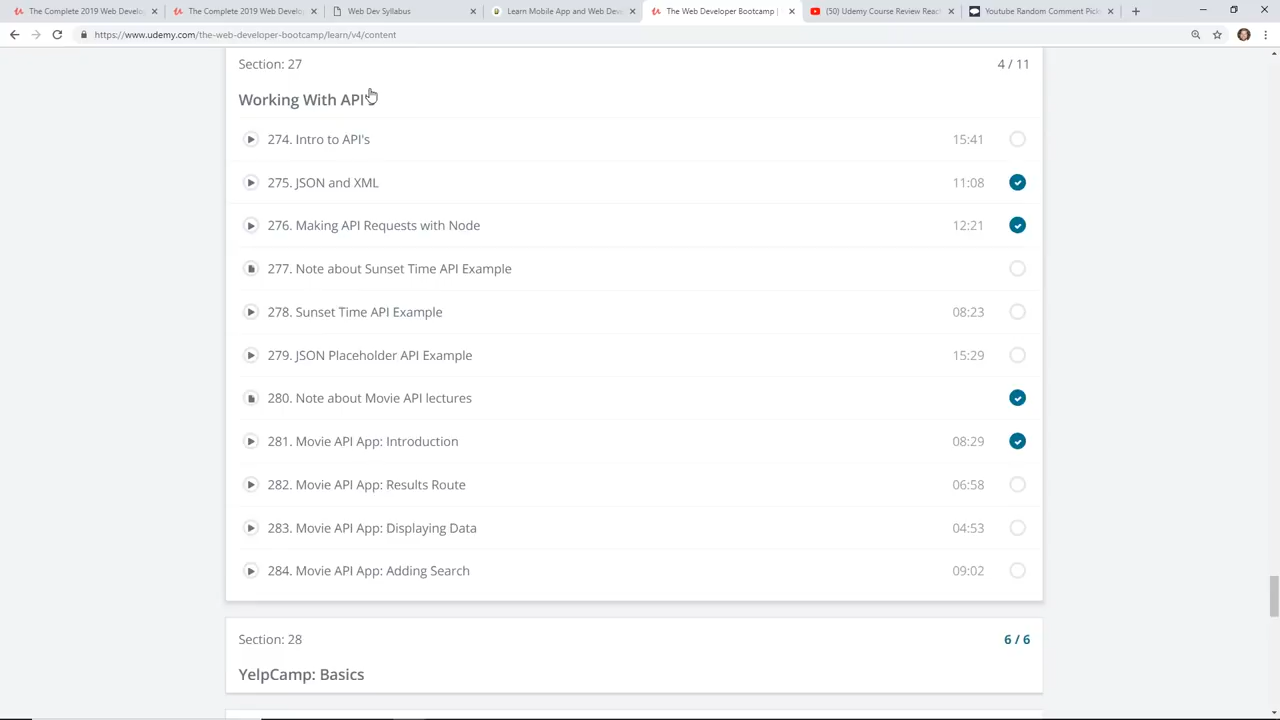 The Complete 2019 Web Develo
The Complete 2019 Web Develo
Web Dev Syllabus
Learn Mobile App and Web Dev
The Web Developer Bootcamp |
(50) Udemy Course Review Reac
Youtube Random Comment Pick
https://www.udemy.com/the-web-developer-bootcamp/learn/v4/content
Section: 27
4 / 11
Working With API
274. Intro to API's
15:41
275. JSON and XML
11:08
276. Making API Requests with Node
12:21
277. Note about Sunset Time API Example
278. Sunset Time API Example
08:23
279. JSON Placeholder API Example
15:29
280. Note about Movie API lectures
281. Movie API App: Introduction
08:29
282. Movie API App: Results Route
06:58
283. Movie API App: Displaying Data
04:53
284. Movie API App: Adding Search
09:02
Section: 28
6 / 6
YelpCamp: Basics